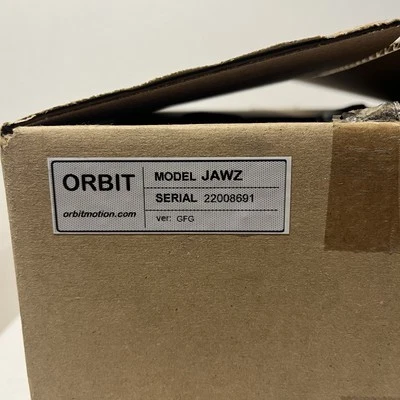 ORBIT
orbitmotion.com
MODEL JAWZ
SERIAL 22008691
ver: GFG